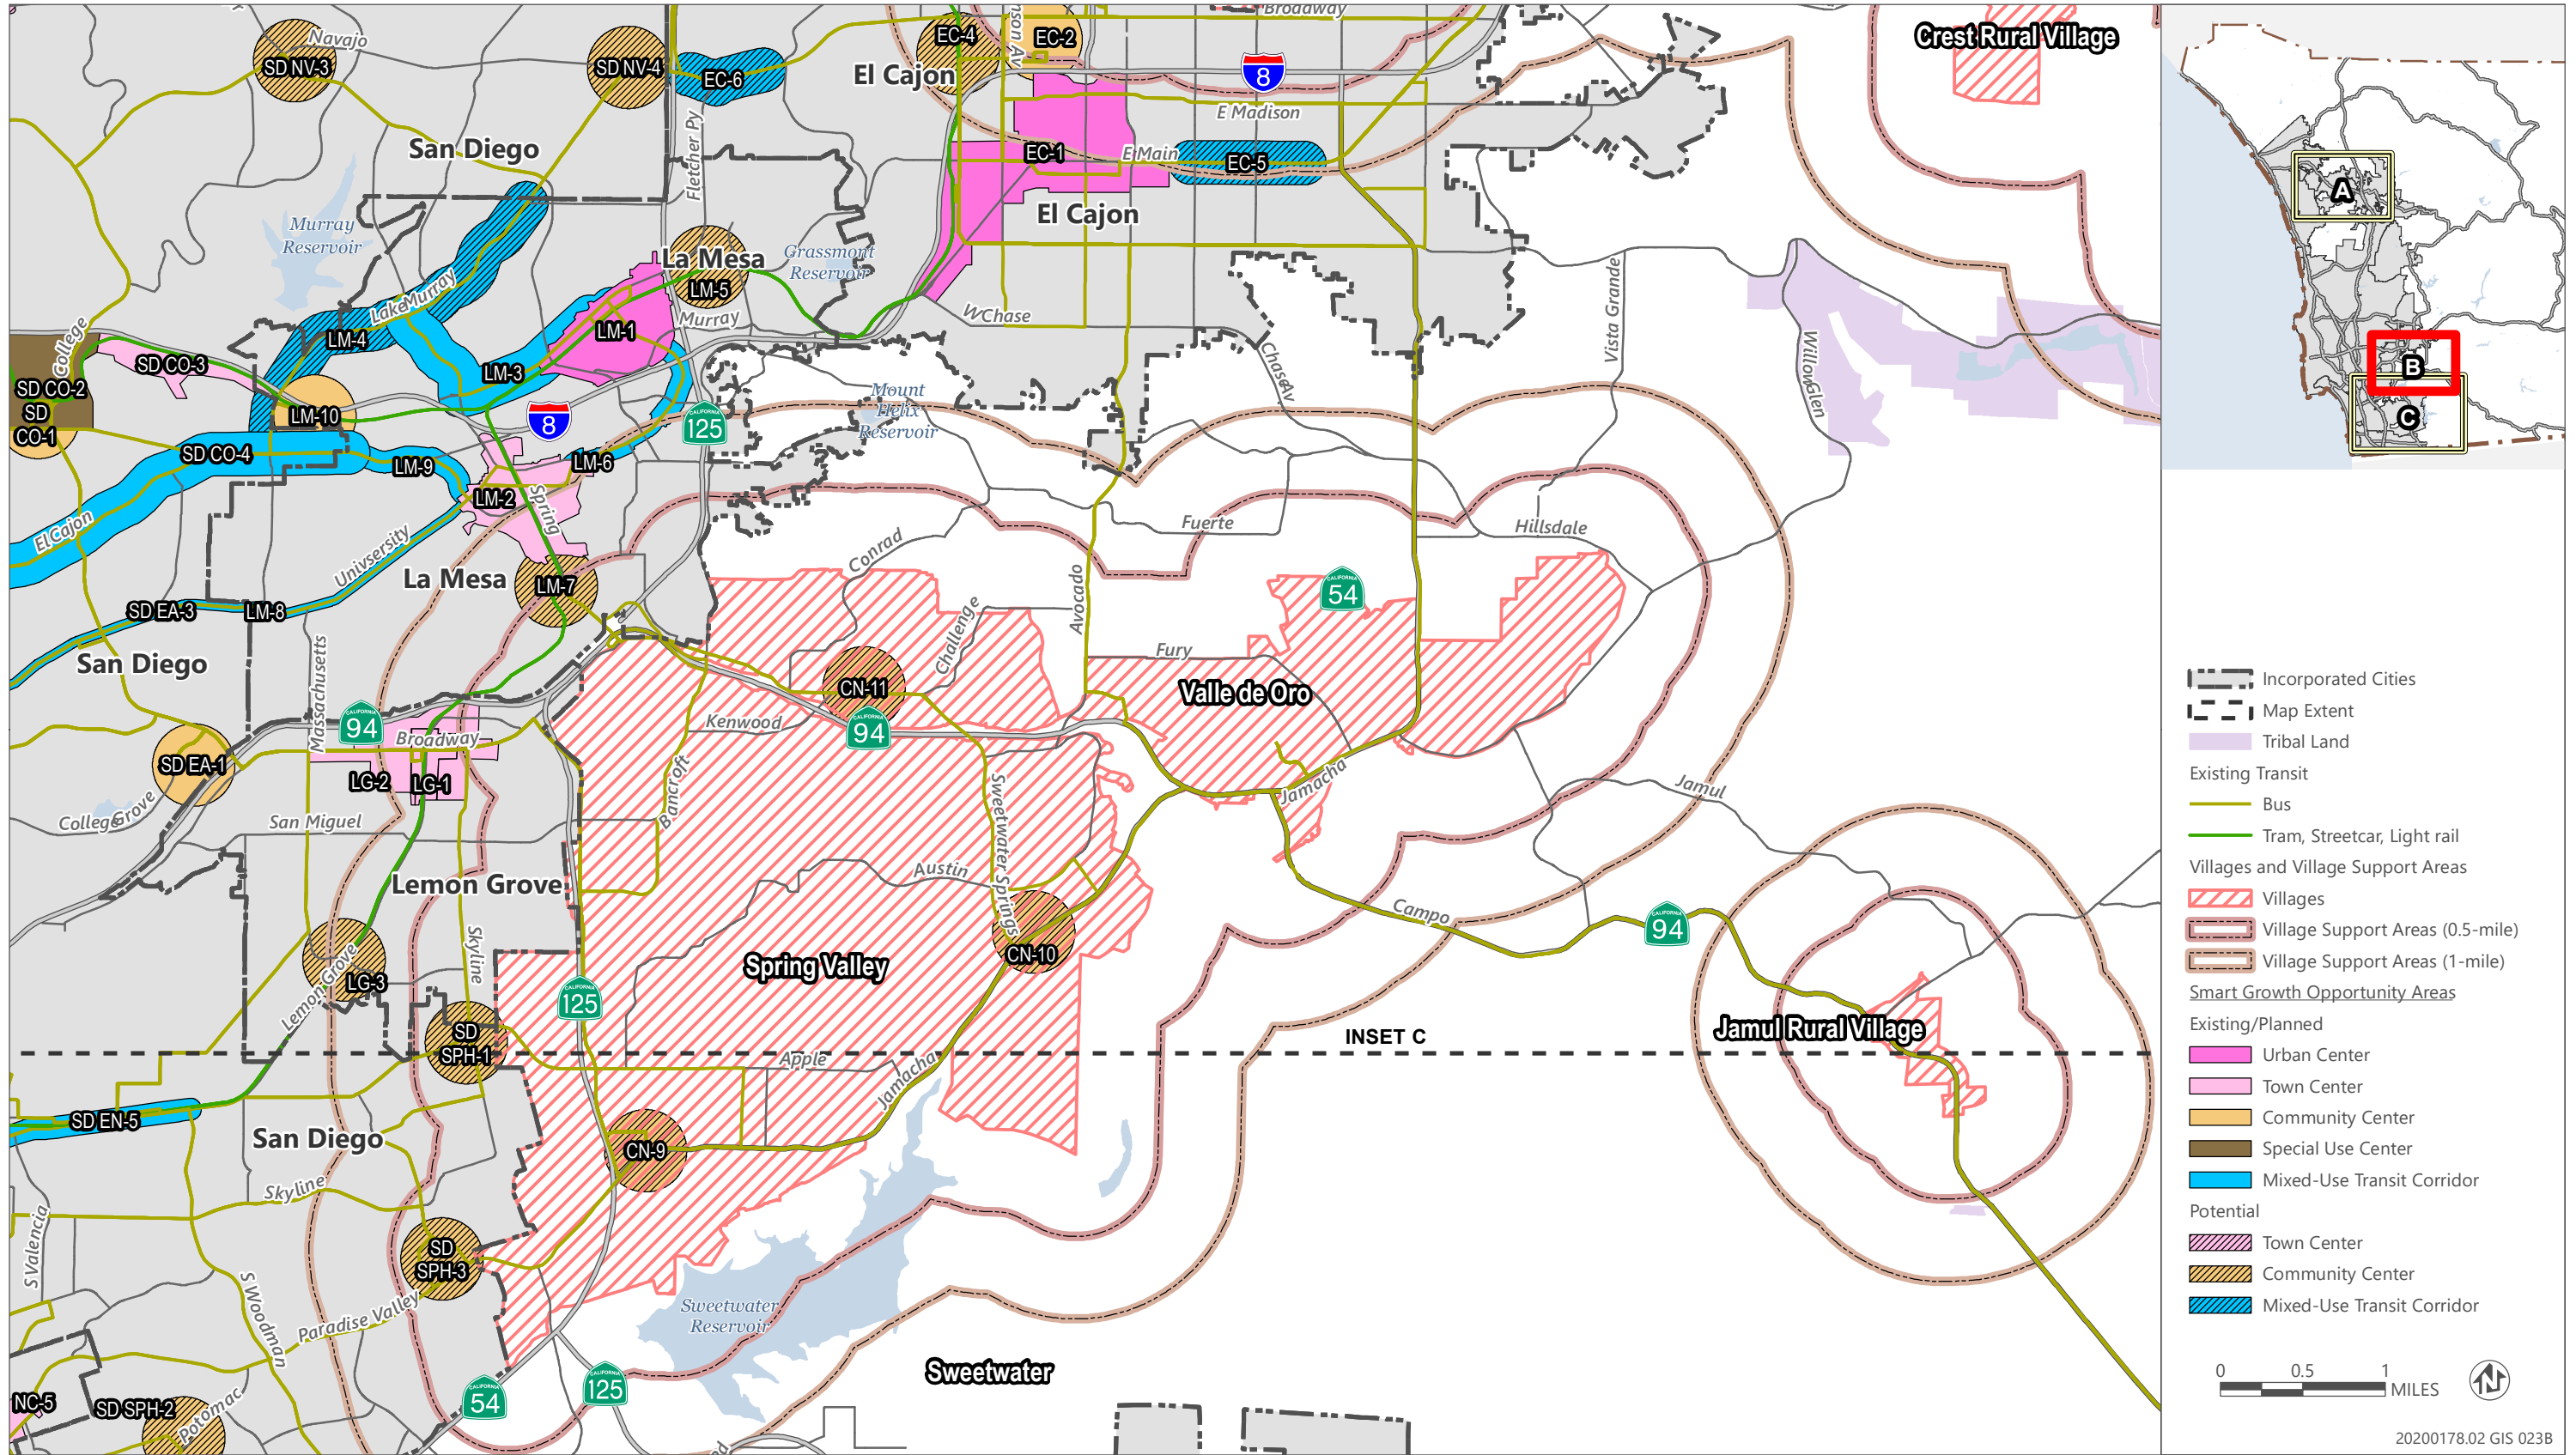 Broadway
Crest Rural Village
Navajo
SD NV-3
SD NV-4
EC-6
EC-4
EC-2
El Cajon
8
E Madison
San Diego
Fletcher Py
EC-1
E Main
EC-5
El Cajon
Murray
Reservoir
La Mesa
LM-5
Grassmont
Reservoir
Lake Murray
LM-4
LM-1
Murray
W Chase
Chase Av
Vista Grande
Willow Glen
College
SD CO-3
SD CO-2
SD
CO-1
LM-3
LM-10
8
CALIFORNIA
125
Mount
Helix
Reservoir
SD CO-4
LM-9
LM-6
LM-2
Spring
El Cajon
Univsersity
Conrad
Fuerte
Hillsdale
La Mesa
LM-7
Avocado
CALIFORNIA
54
SD EA-3
LM-8
Challenge
San Diego
Massachusetts
Fury
CN-11
Valle de Oro
CALIFORNIA
94
Kenwood
CALIFORNIA
94
Broadway
SD EA-1
LG-2
LG-1
Bancroft
Sweetwater Springs
Jamacha
Jamul
College Grove
San Miguel
Austin
Lemon Grove
Campo
CALIFORNIA
94
Skyline
LG-3
Lemon Grove
CN-10
Spring Valley
CALIFORNIA
125
SD
SPH-1
INSET C
Jamul Rural Village
Apple
Jamacha
SD EN-5
San Diego
CN-9
Skyline
S Valencia
SD
SPH-3
S Woodman
Paradise Valley
Sweetwater
Reservoir
Sweetwater
NC-5
SD SPH-2
Potomac
CALIFORNIA
54
CALIFORNIA
125
A
B
C
Incorporated Cities
Map Extent
Tribal Land
Existing Transit
Bus
Tram, Streetcar, Light rail
Villages and Village Support Areas
Villages
Village Support Areas (0.5-mile)
Village Support Areas (1-mile)
Smart Growth Opportunity Areas
Existing/Planned
Urban Center
Town Center
Community Center
Special Use Center
Mixed-Use Transit Corridor
Potential
Town Center
Community Center
Mixed-Use Transit Corridor
0 0.5 1
MILES
N
20200178.02 GIS 023B